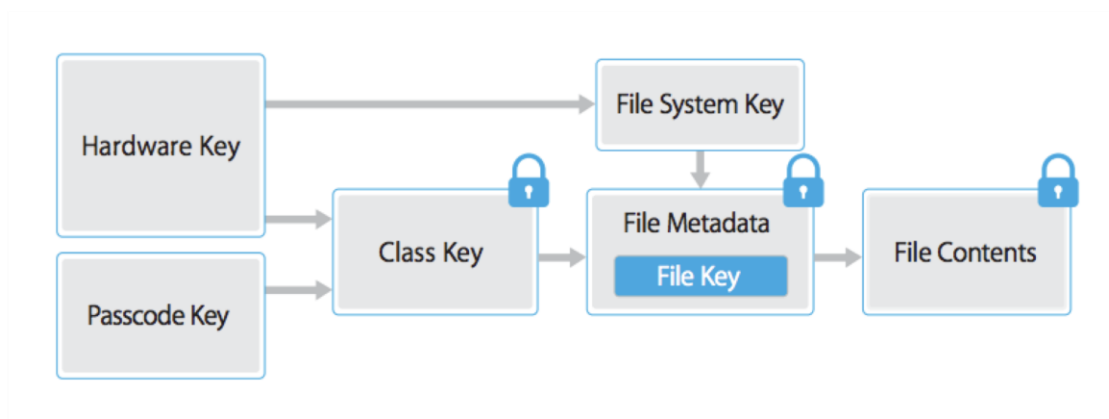 Hardware Key
File System Key
Class Key
File Metadata
File Key
File Contents
Passcode Key